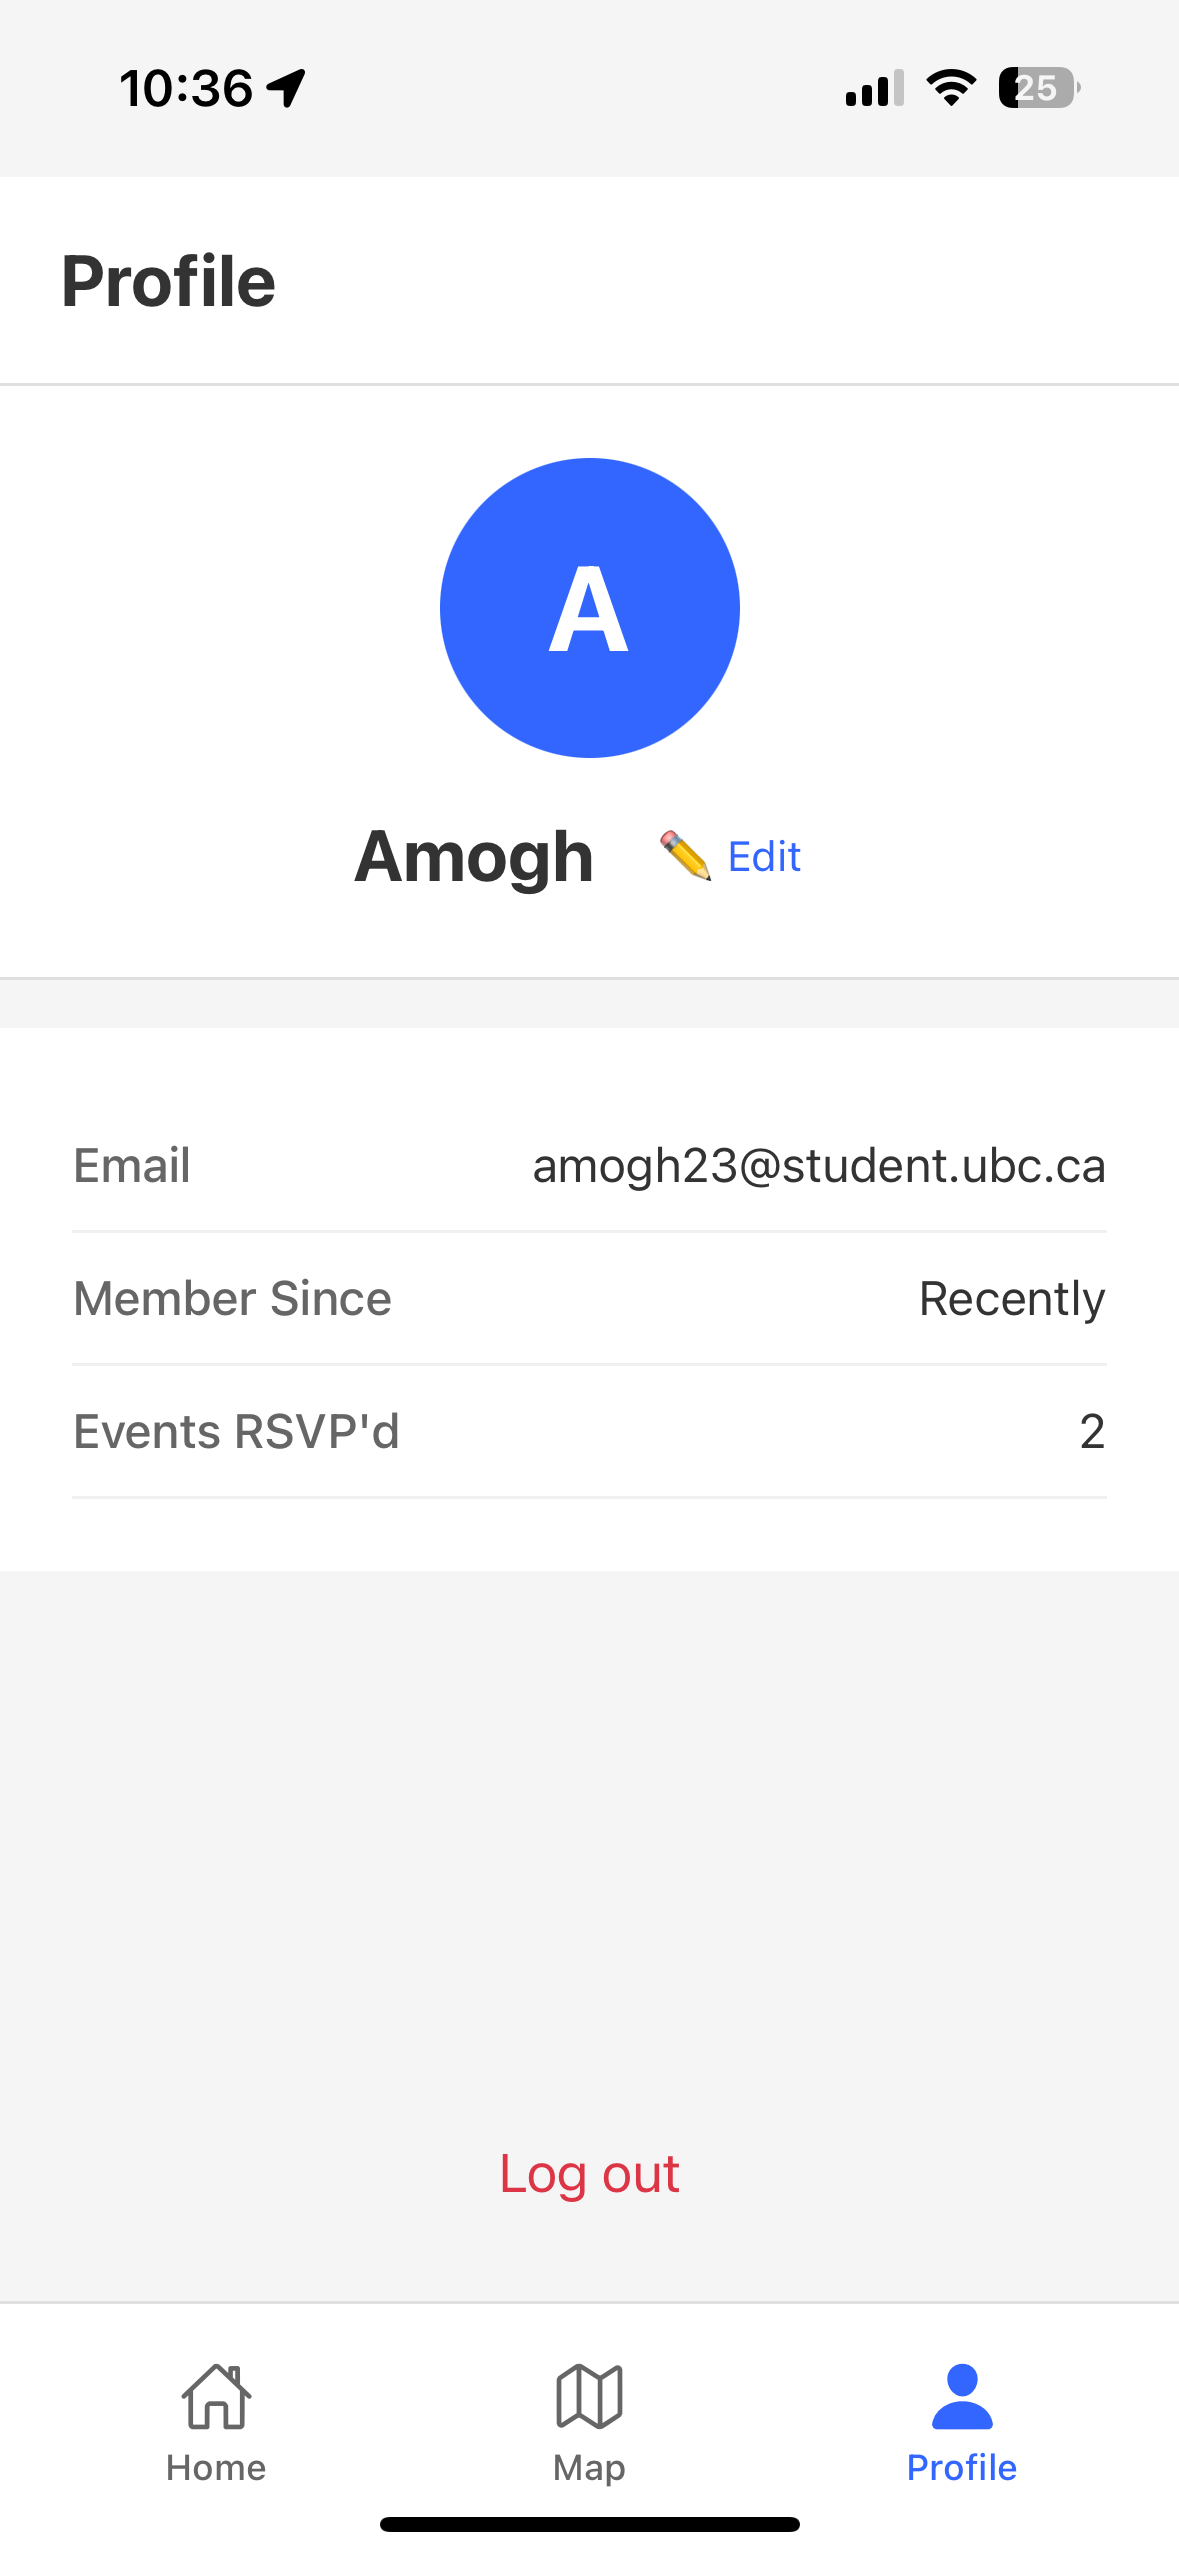 10:36
25
Profile
A
Amogh ✏️ Edit
Email amogh23@student.ubc.ca
Member Since Recently
Events RSVP'd 2
Log out
Home Map Profile